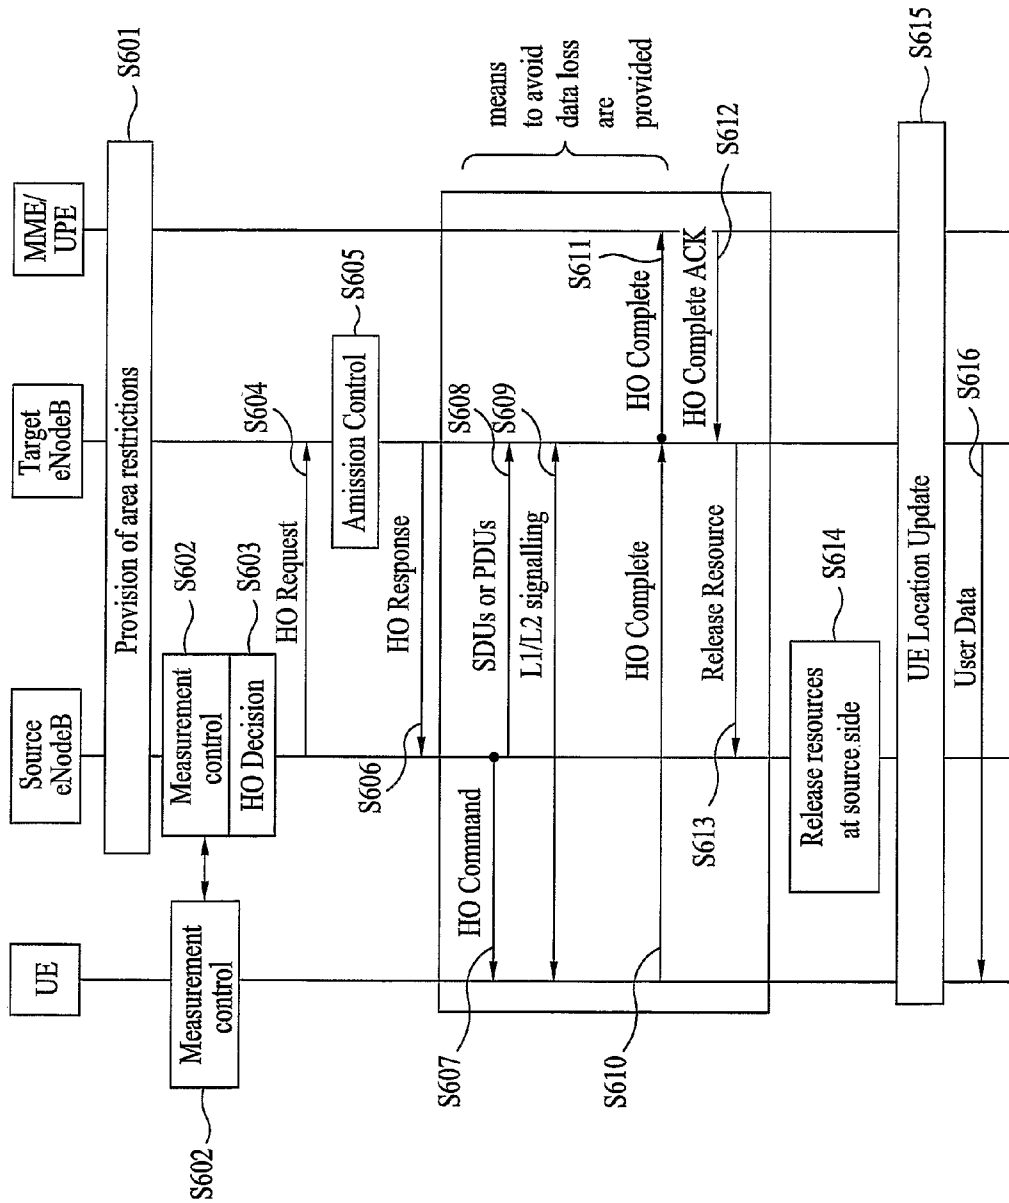 UE
Source
eNodeB
Target
eNodeB
MME/
UPE
Provision of area restrictions
S601
Measurement
control
S602
Measurement
control
S602
HO Decision
S603
HO Request
S604
Amission Control
S605
HO Response
S606
HO Command
S607
SDUs or PDUs
S608
L1/L2 signalling
S609
means
to avoid
data loss
are
provided
HO Complete
S610
HO Complete
S611
HO Complete ACK
S612
Release Resource
S613
Release resources
at source side
S614
UE Location Update
S615
User Data
S616